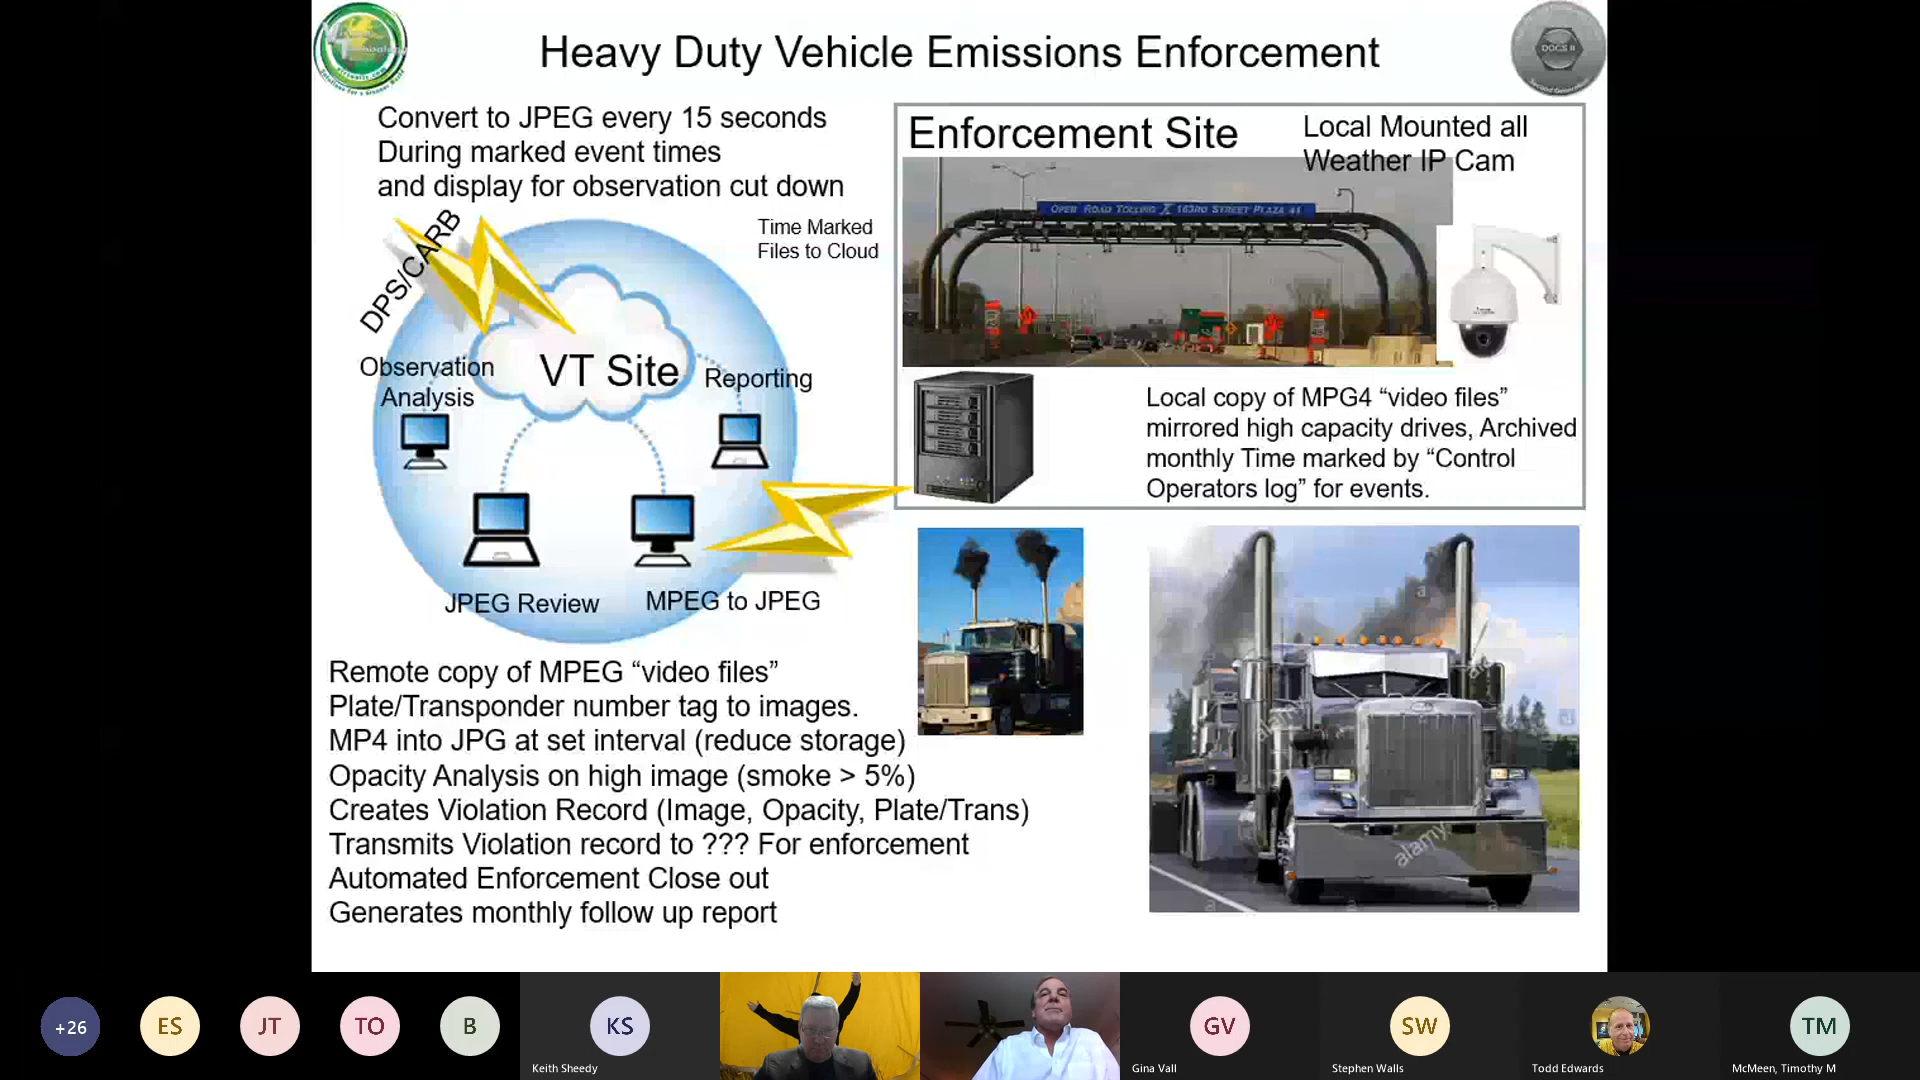 Heavy Duty Vehicle Emissions Enforcement
DOCS II
Convert to JPEG every 15 seconds
During marked event times
and display for observation cut down
Time Marked
Files to Cloud
DPS/CARB
Observation
Analysis
VT Site
Reporting
JPEG Review
MPEG to JPEG
Enforcement Site
Local Mounted all
Weather IP Cam
OPEN ROAD TOLLING 163RD STREET PLAZA 41
Local copy of MPG4 “video files”
mirrored high capacity drives, Archived
monthly Time marked by “Control
Operators log” for events.
Remote copy of MPEG “video files”
Plate/Transponder number tag to images.
MP4 into JPG at set interval (reduce storage)
Opacity Analysis on high image (smoke > 5%)
Creates Violation Record (Image, Opacity, Plate/Trans)
Transmits Violation record to ??? For enforcement
Automated Enforcement Close out
Generates monthly follow up report
a
alamy
alamy
+26
ES
JT
TO
B
KS
Keith Sheedy
GV
Gina Vall
SW
Stephen Walls
Todd Edwards
TM
McMeen, Timothy M